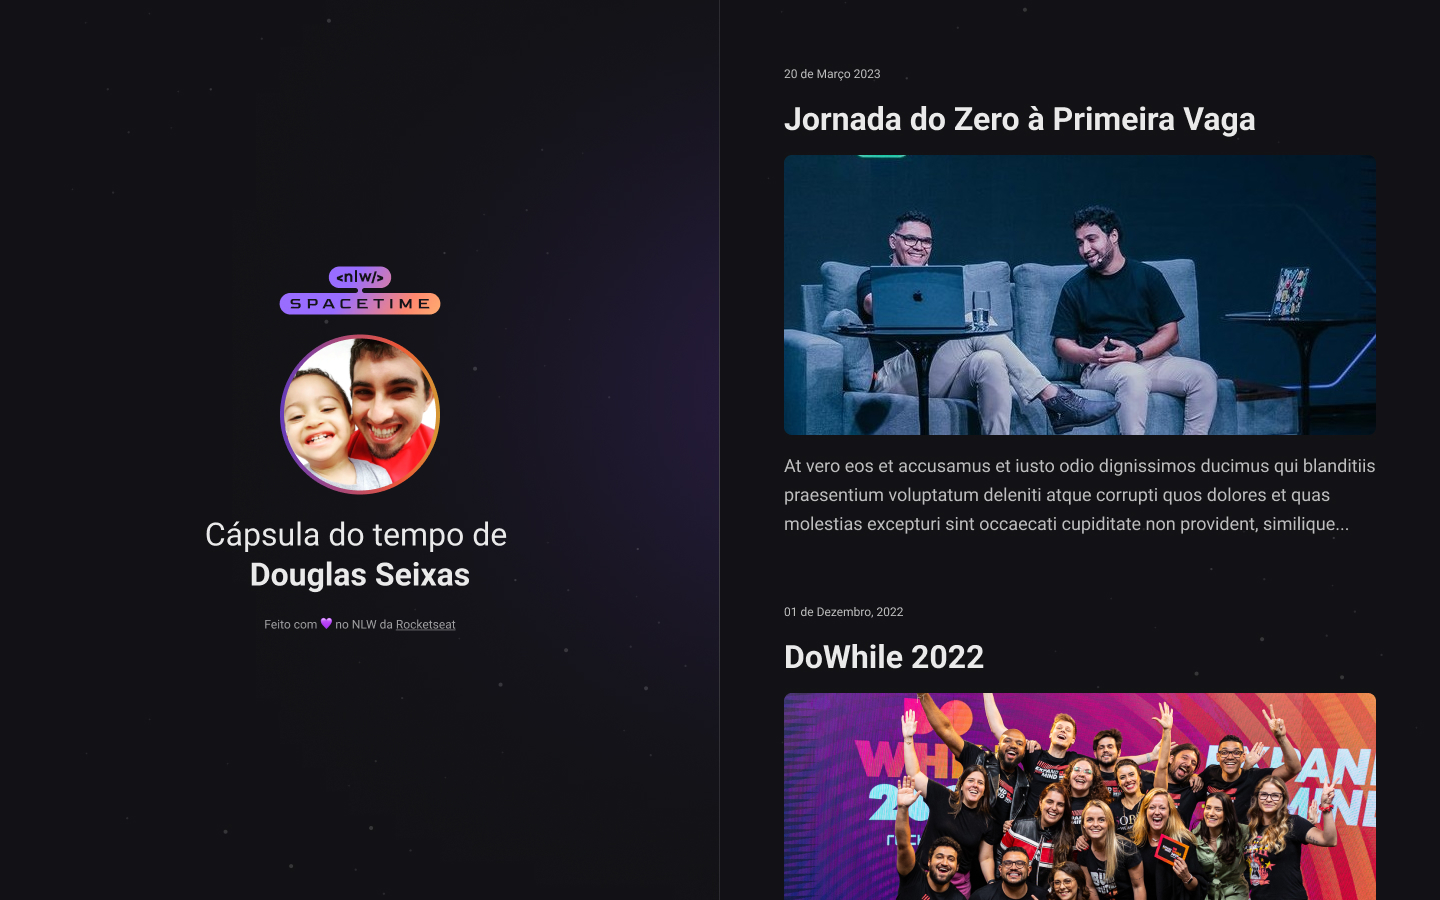 <nlw/>
SPACETIME
Cápsula do tempo de
Douglas Seixas
Feito com 💜 no NLW da Rocketseat
20 de Março 2023
Jornada do Zero à Primeira Vaga
At vero eos et accusamus et iusto odio dignissimos ducimus qui blanditiis
praesentium voluptatum deleniti atque corrupti quos dolores et quas
molestias excepturi sint occaecati cupiditate non provident, similique...
01 de Dezembro, 2022
DoWhile 2022
DO